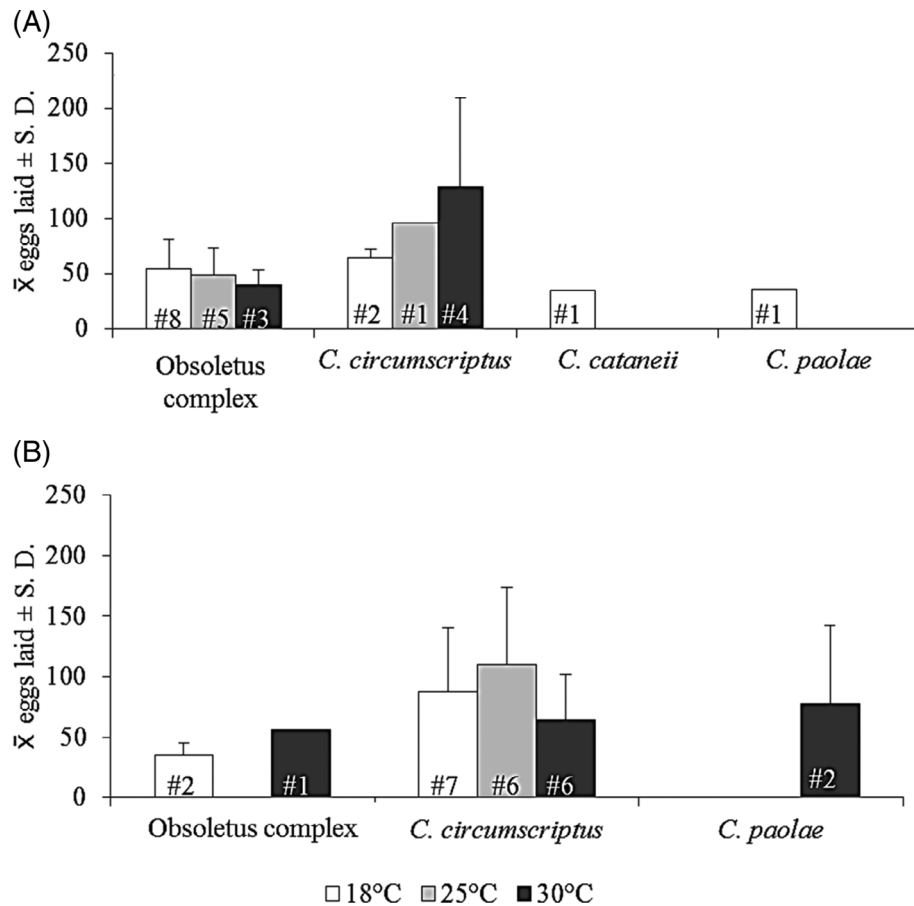 (A)
250
200
150
100
50
0
x̄ eggs laid ± S. D.
#8 #5 #3 #2 #1 #4 #1 #1
Obsoletus complex C. circumscriptus C. cataneii C. paolae
(B)
250
200
150
100
50
0
x̄ eggs laid ± S. D.
#2 #1 #7 #6 #6 #2
Obsoletus complex C. circumscriptus C. paolae
18°C 25°C 30°C